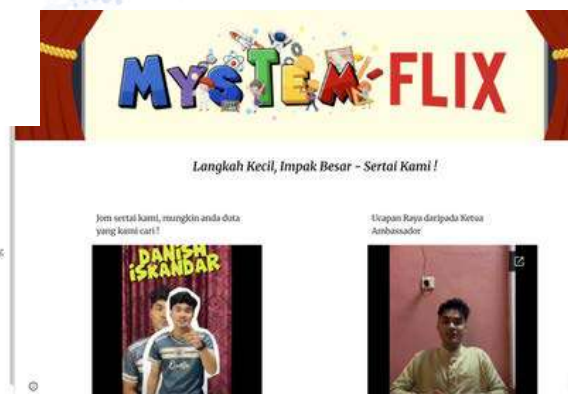 MYSTEM-FLIX
Langkah Kecil, Impak Besar - Sertai Kami !
Jom sertai kami, mungkin anda duta
yang kami cari !
Ucapan Raya daripada Ketua
Ambassador
DANISH
ISKANDAR